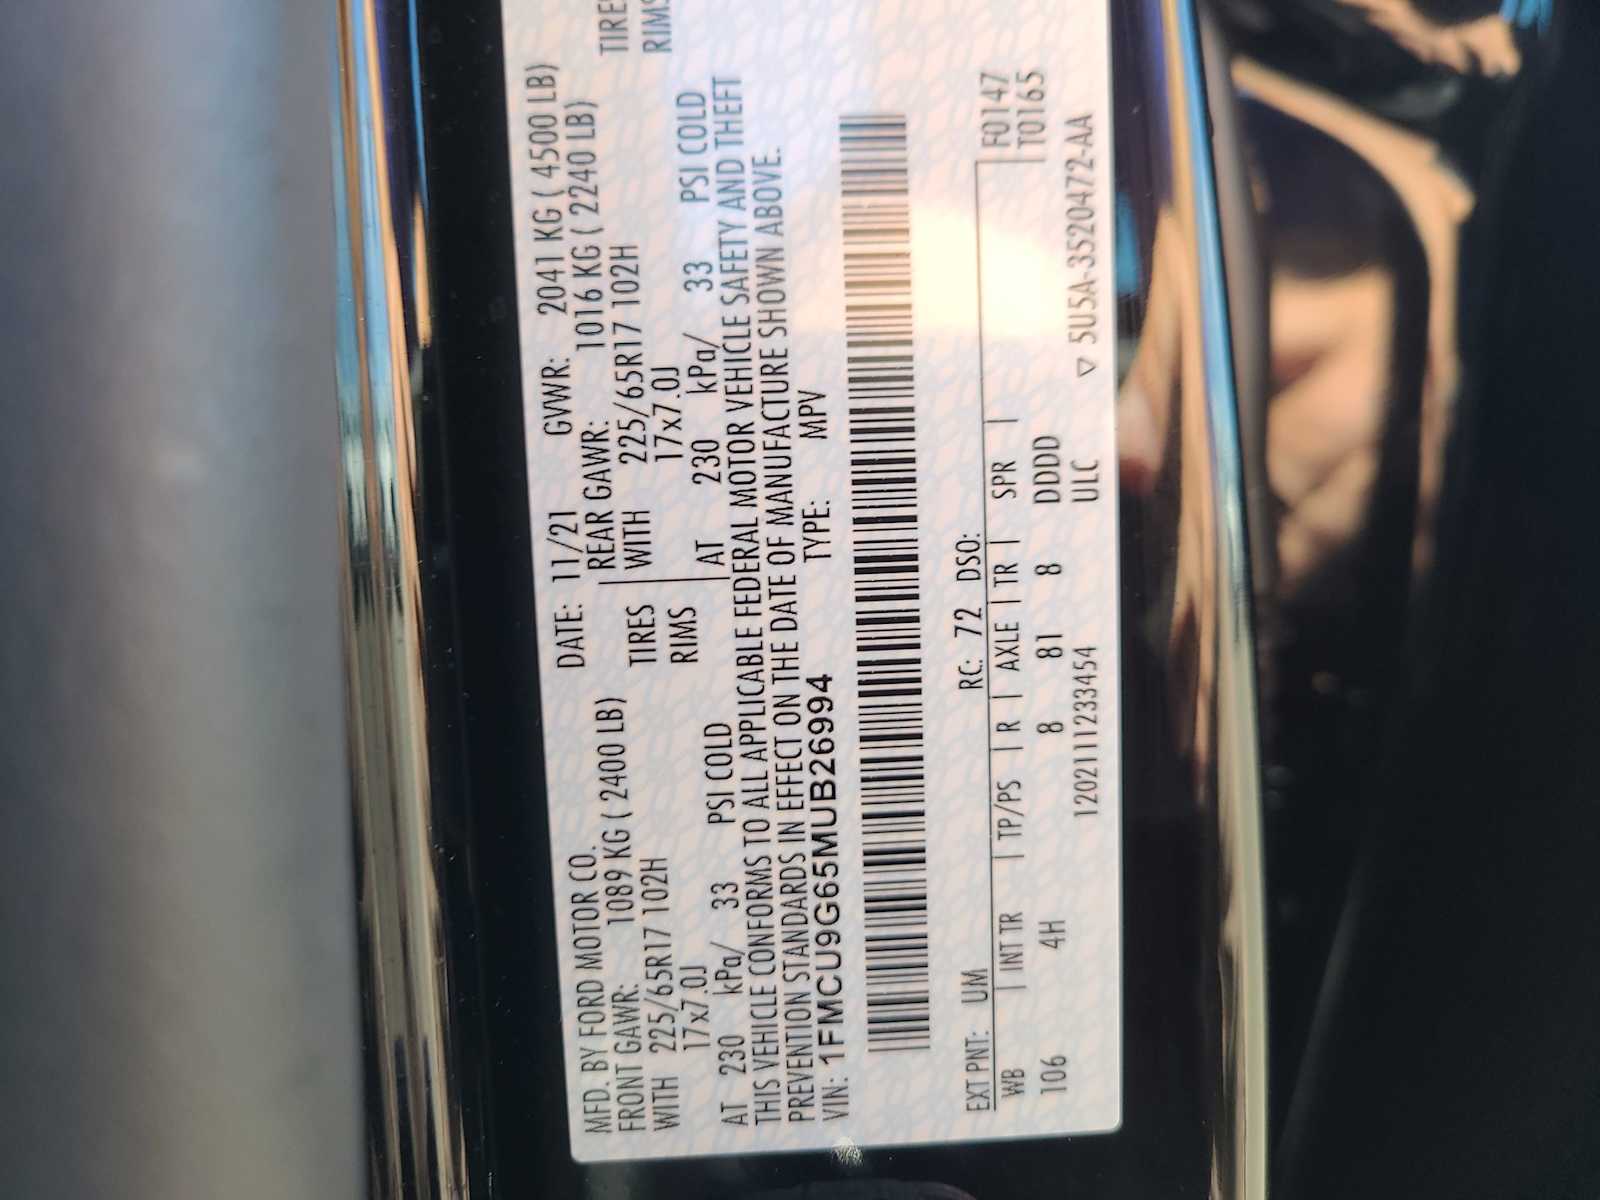 MFD. BY FORD MOTOR CO. DATE: 11/21 GVWR: 2041 KG ( 4500 LB)
FRONT GAWR: 1089 KG ( 2400 LB) REAR GAWR: 1016 KG ( 2240 LB)
WITH 225/65R17 102H TIRES WITH 225/65R17 102H TIRES
17x7.0J RIMS 17x7.0J RIMS
AT 230 kPa/ 33 PSI COLD AT 230 kPa/ 33 PSI COLD
THIS VEHICLE CONFORMS TO ALL APPLICABLE FEDERAL MOTOR VEHICLE SAFETY AND THEFT
PREVENTION STANDARDS IN EFFECT ON THE DATE OF MANUFACTURE SHOWN ABOVE.
VIN: 1FMCU9G65MUB26994 TYPE: MPV
EXT PNT: UM RC: 72 DSO: F0147
WB | INT TR | TP/PS | R | AXLE | TR | SPR | T0165
106 4H 8 81 8 DDDD
1202111233454 ULC ▽ 5U5A-3520472-AA